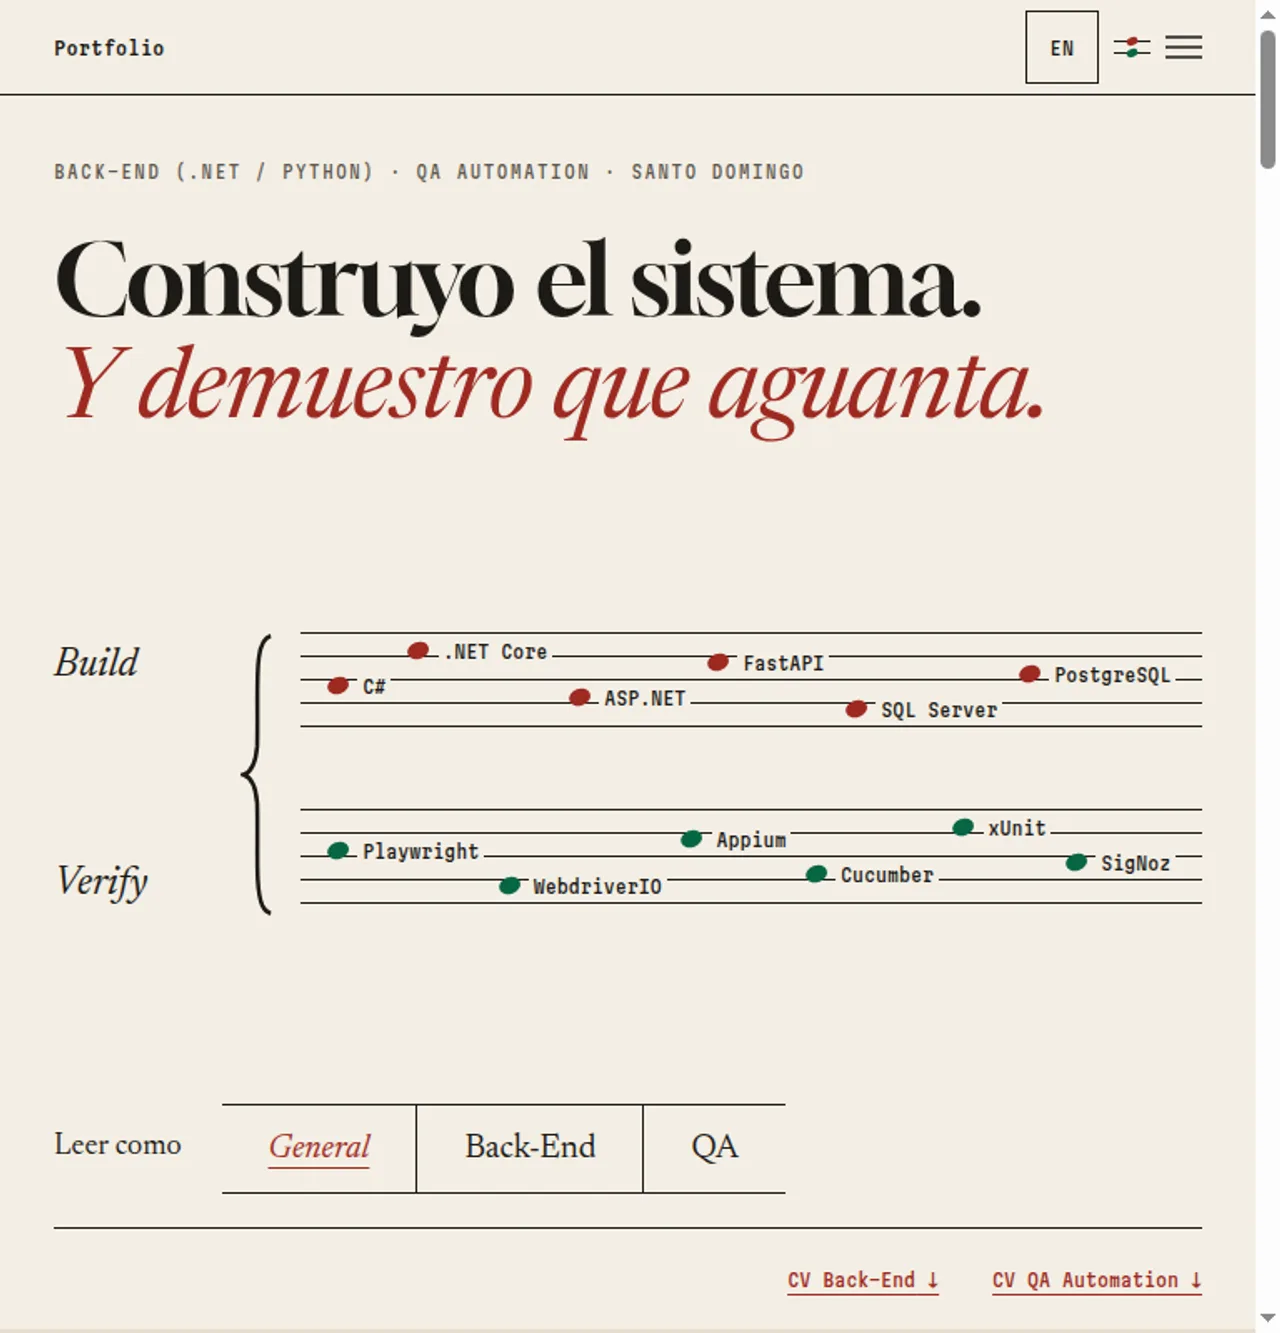 Portfolio
EN
BACK-END (.NET / PYTHON) · QA AUTOMATION · SANTO DOMINGO
Construyo el sistema.
Y demuestro que aguanta.
Build
.NET Core
FastAPI
PostgreSQL
C#
ASP.NET
SQL Server
Verify
xUnit
Appium
Playwright
SigNoz
Cucumber
WebdriverIO
Leer como
General
Back-End
QA
CV Back-End ↓
CV QA Automation ↓